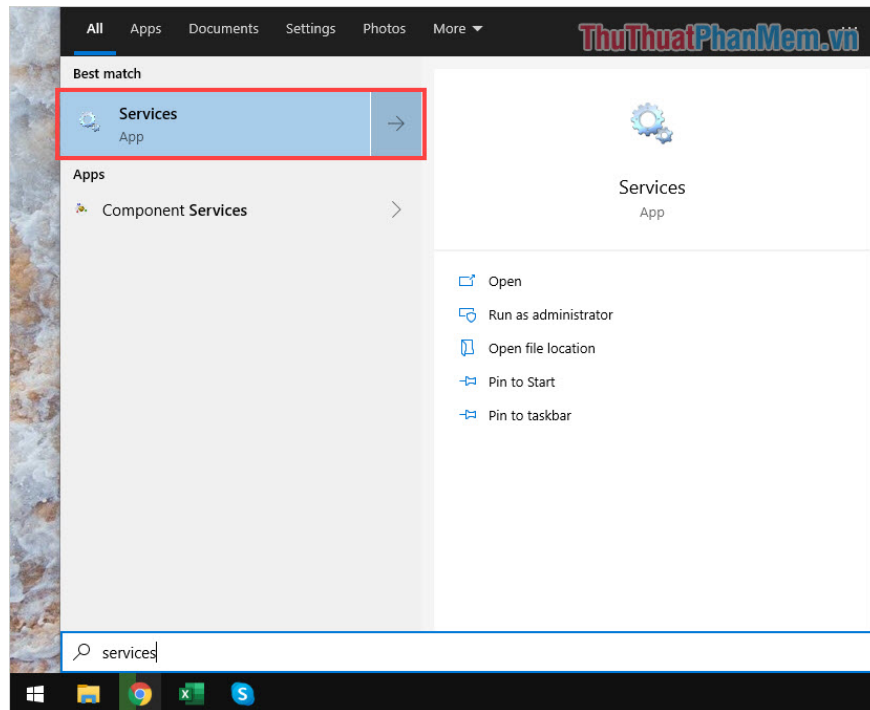 All Apps Documents Settings Photos More
ThuThuatPhanMem.vn
Best match
Services
App
Apps
Component Services
Services
App
Open
Run as administrator
Open file location
Pin to Start
Pin to taskbar
services